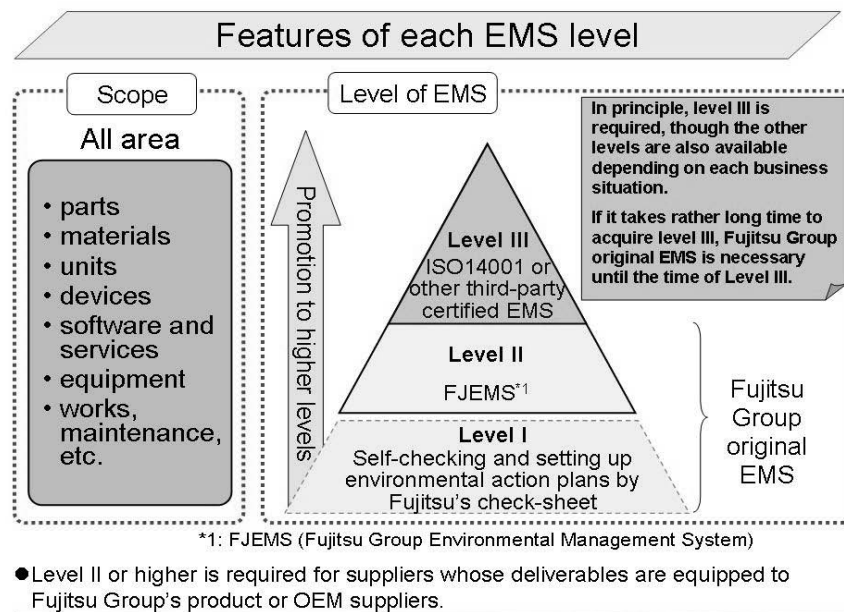 Features of each EMS level
Scope
All area
• parts
• materials
• units
• devices
• software and
services
• equipment
• works,
maintenance,
etc.
Level of EMS
Promotion to higher levels
Level III
ISO14001 or
other third-party
certified EMS
Level II
FJEMS*1
Level I
Self-checking and setting up
environmental action plans by
Fujitsu's check-sheet
In principle, level III is
required, though the other
levels are also available
depending on each business
situation.
If it takes rather long time to
acquire level III, Fujitsu Group
original EMS is necessary
until the time of Level III.
Fujitsu
Group
original
EMS
*1: FJEMS (Fujitsu Group Environmental Management System)
●Level II or higher is required for suppliers whose deliverables are equipped to
Fujitsu Group's product or OEM suppliers.